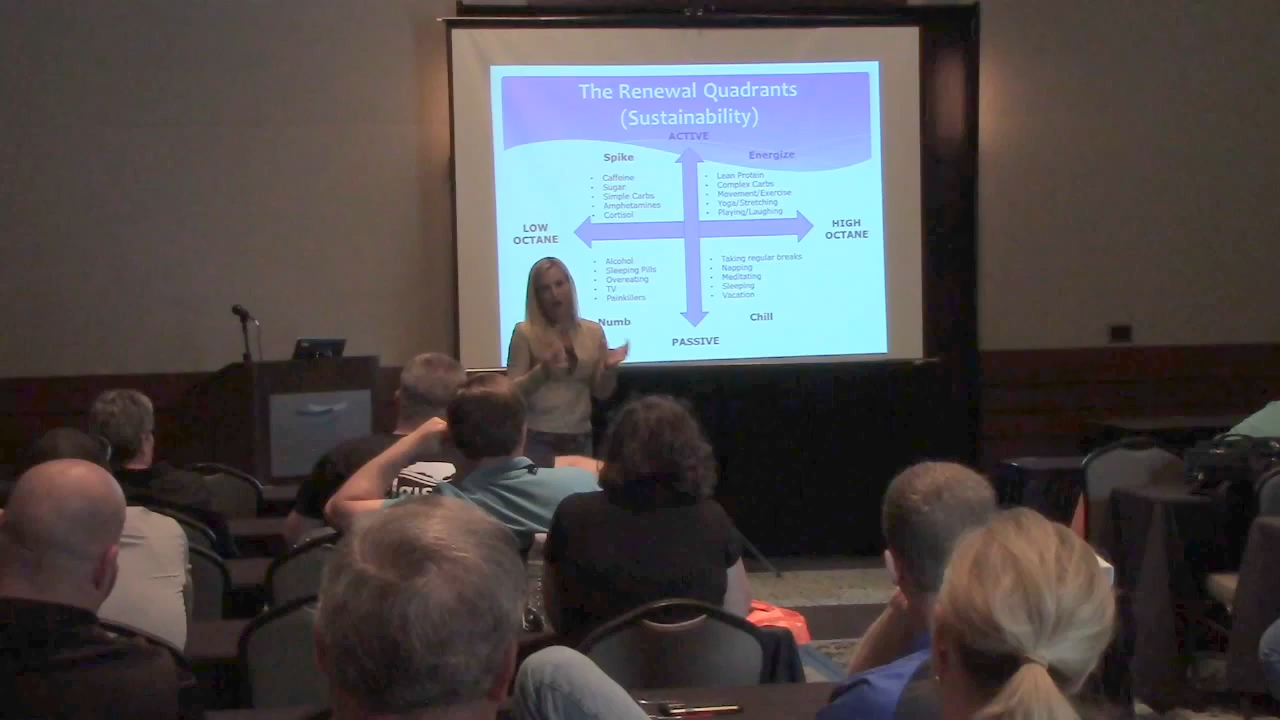 The Renewal Quadrants
(Sustainability)
ACTIVE
Spike
• Caffeine
• Sugar
• Simple Carbs
• Amphetamines
• Cortisol
Energize
• Lean Protein
• Complex Carbs
• Movement/Exercise
• Yoga/Stretching
• Playing/Laughing
LOW
OCTANE
HIGH
OCTANE
• Alcohol
• Sleeping Pills
• Overeating
• TV
• Painkillers
Numb
• Taking regular breaks
• Napping
• Meditating
• Sleeping
• Vacation
Chill
PASSIVE